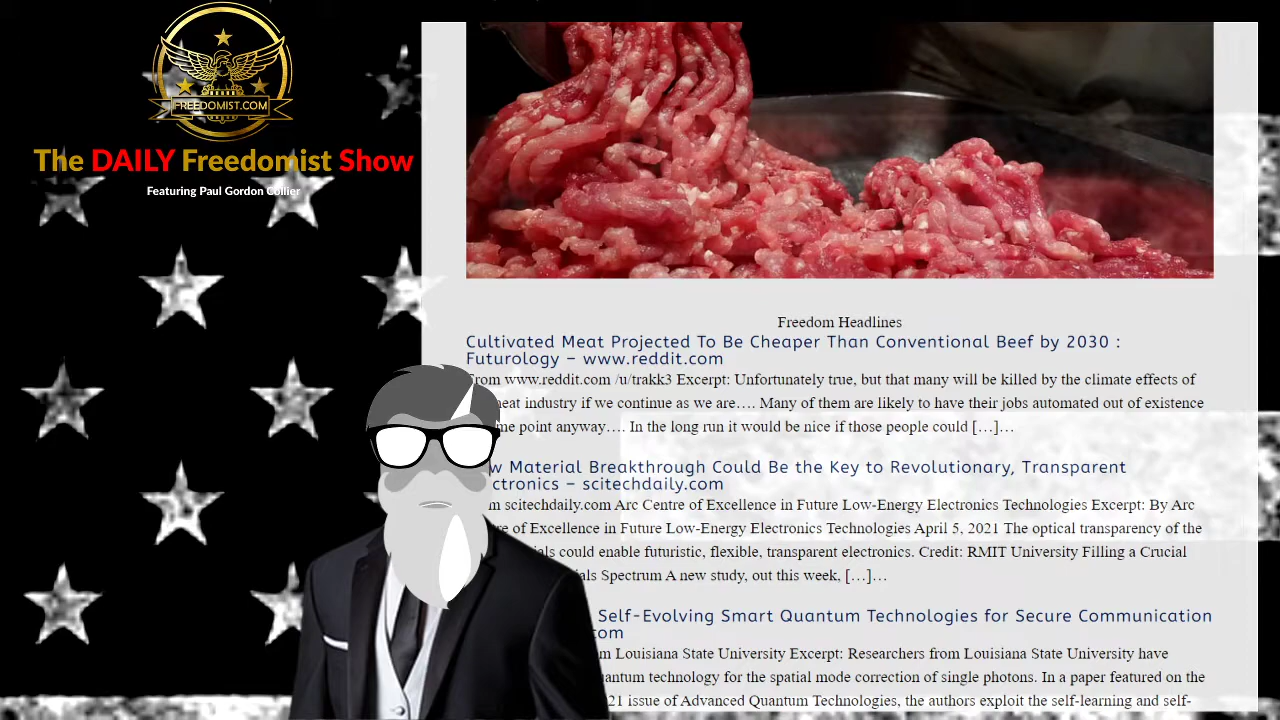 FREEDOMIST.COM
The DAILY Freedomist Show
Featuring Paul Gordon Collier
Freedom Headlines
Cultivated Meat Projected To Be Cheaper Than Conventional Beef by 2030 :
Futurology – www.reddit.com
From www.reddit.com /u/trakk3 Excerpt: Unfortunately true, but that many will be killed by the climate effects of
meat industry if we continue as we are…. Many of them are likely to have their jobs automated out of existence
point anyway…. In the long run it would be nice if those people could […]…
Material Breakthrough Could Be the Key to Revolutionary, Transparent
– scitechdaily.com
scitechdaily.com Arc Centre of Excellence in Future Low-Energy Electronics Technologies Excerpt: By Arc
of Excellence in Future Low-Energy Electronics Technologies April 5, 2021 The optical transparency of the
could enable futuristic, flexible, transparent electronics. Credit: RMIT University Filling a Crucial
Spectrum A new study, out this week, […]…
Self-Evolving Smart Quantum Technologies for Secure Communication
Louisiana State University Excerpt: Researchers from Louisiana State University have
technology for the spatial mode correction of single photons. In a paper featured on the
issue of Advanced Quantum Technologies, the authors exploit the self-learning and self-